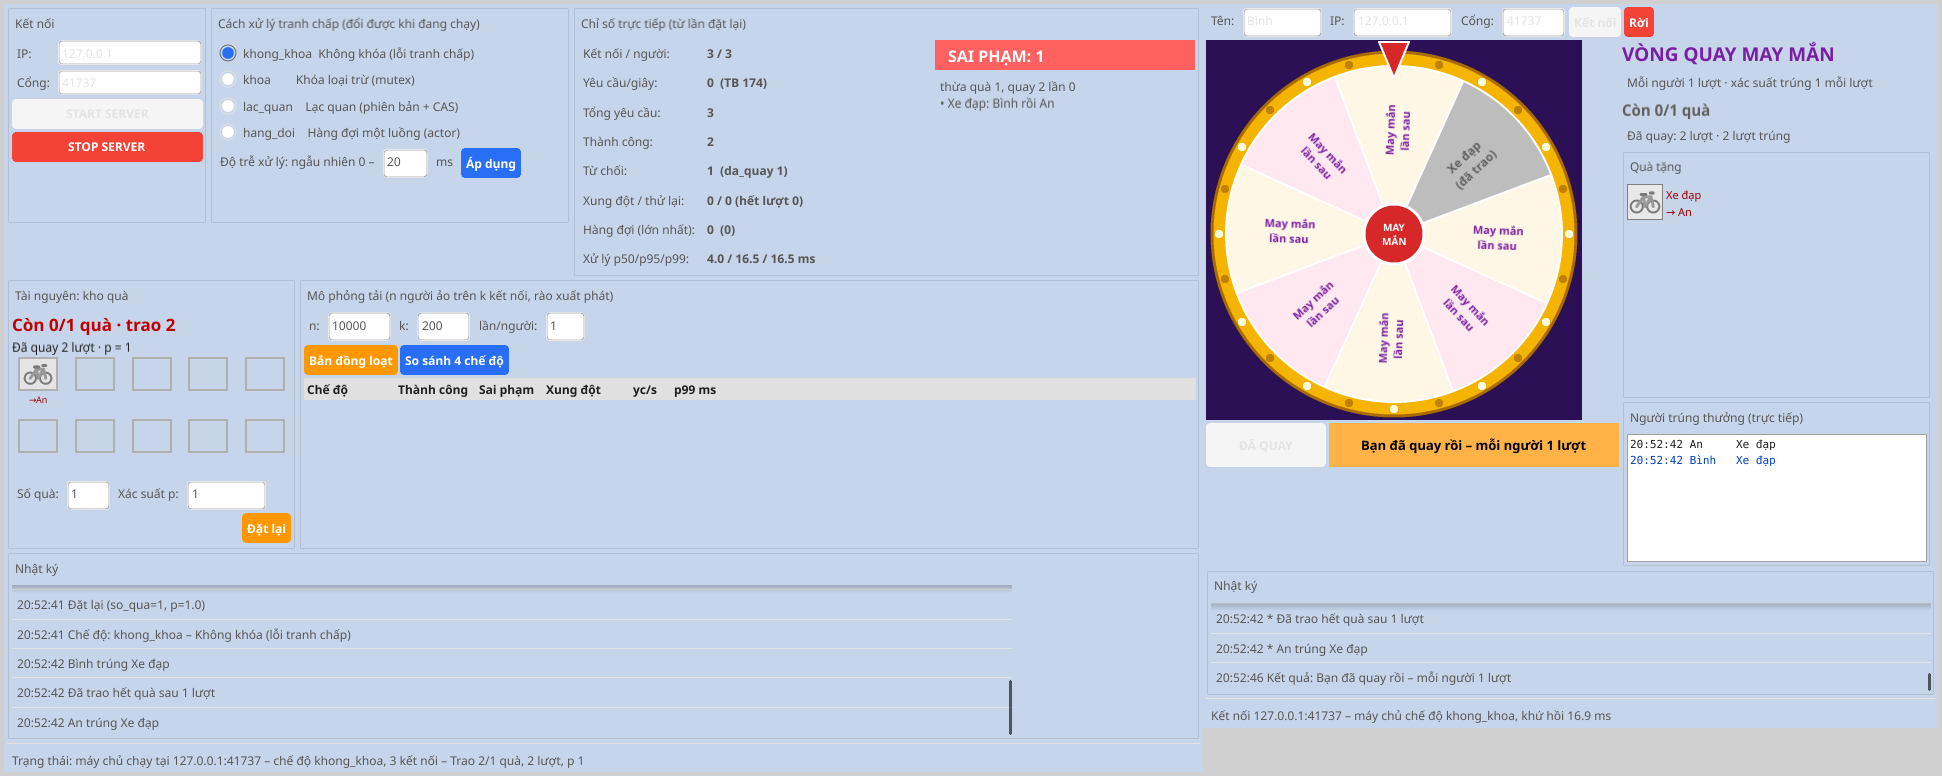 Kết nối
IP: 127.0.0.1
Cổng: 41737
START SERVER
STOP SERVER
Cách xử lý tranh chấp (đổi được khi đang chạy)
khong_khoa Không khóa (lỗi tranh chấp)
khoa Khóa loại trừ (mutex)
lac_quan Lạc quan (phiên bản + CAS)
hang_doi Hàng đợi một luồng (actor)
Độ trễ xử lý: ngẫu nhiên 0 – 20 ms Áp dụng
Chỉ số trực tiếp (từ lần đặt lại)
Kết nối / người: 3 / 3
Yêu cầu/giây: 0 (TB 174)
Tổng yêu cầu: 3
Thành công: 2
Từ chối: 1 (da_quay 1)
Xung đột / thử lại: 0 / 0 (hết lượt 0)
Hàng đợi (lớn nhất): 0 (0)
Xử lý p50/p95/p99: 4.0 / 16.5 / 16.5 ms
SAI PHẠM: 1
thừa quà 1, quay 2 lần 0
• Xe đạp: Bình rồi An
Tài nguyên: kho quà
Còn 0/1 quà · trao 2
Đã quay 2 lượt · p = 1
→An
Số quà: 1 Xác suất p: 1
Đặt lại
Mô phỏng tải (n người ảo trên k kết nối, rào xuất phát)
n: 10000 k: 200 lần/người: 1
Bắn đồng loạt So sánh 4 chế độ
Chế độ Thành công Sai phạm Xung đột yc/s p99 ms
Nhật ký
20:52:41 Đặt lại (so_qua=1, p=1.0)
20:52:41 Chế độ: khong_khoa – Không khóa (lỗi tranh chấp)
20:52:42 Bình trúng Xe đạp
20:52:42 Đã trao hết quà sau 1 lượt
20:52:42 An trúng Xe đạp
Trạng thái: máy chủ chạy tại 127.0.0.1:41737 – chế độ khong_khoa, 3 kết nối – Trao 2/1 quà, 2 lượt, p 1
Tên: Bình IP: 127.0.0.1 Cổng: 41737 Kết nối Rời
May mắn
lần sau
Xe đạp
(đã trao)
May mắn
lần sau
May mắn
lần sau
May mắn
lần sau
May mắn
lần sau
May mắn
lần sau
May mắn
lần sau
MAY
MẮN
ĐÃ QUAY
Bạn đã quay rồi – mỗi người 1 lượt
VÒNG QUAY MAY MẮN
Mỗi người 1 lượt · xác suất trúng 1 mỗi lượt
Còn 0/1 quà
Đã quay: 2 lượt · 2 lượt trúng
Quà tặng
Xe đạp
→ An
Người trúng thưởng (trực tiếp)
20:52:42 An Xe đạp
20:52:42 Bình Xe đạp
Nhật ký
20:52:42 * Đã trao hết quà sau 1 lượt
20:52:42 * An trúng Xe đạp
20:52:46 Kết quả: Bạn đã quay rồi – mỗi người 1 lượt
Kết nối 127.0.0.1:41737 – máy chủ chế độ khong_khoa, khứ hồi 16.9 ms